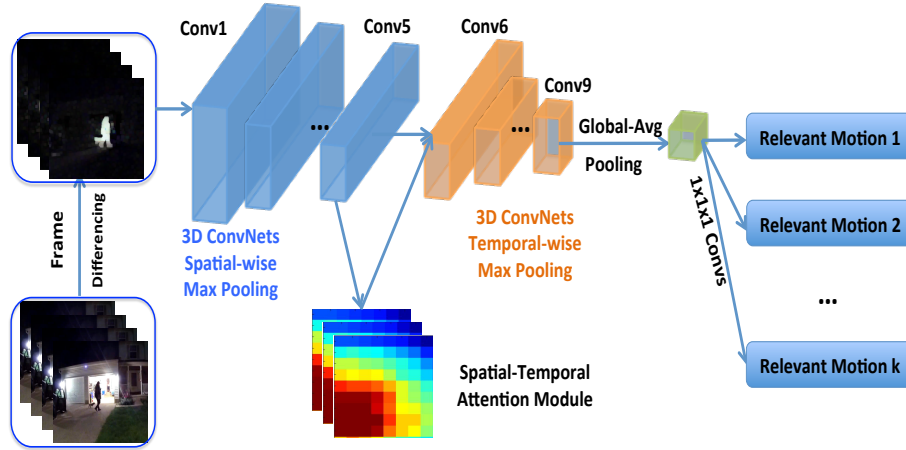 Conv1
Conv5
Conv6
Conv9
...
...
Global-Avg
Pooling
Relevant Motion 1
Relevant Motion 2
...
Relevant Motion k
1x1x1 Convs
Frame
Differencing
3D ConvNets
Spatial-wise
Max Pooling
3D ConvNets
Temporal-wise
Max Pooling
Spatial-Temporal
Attention Module